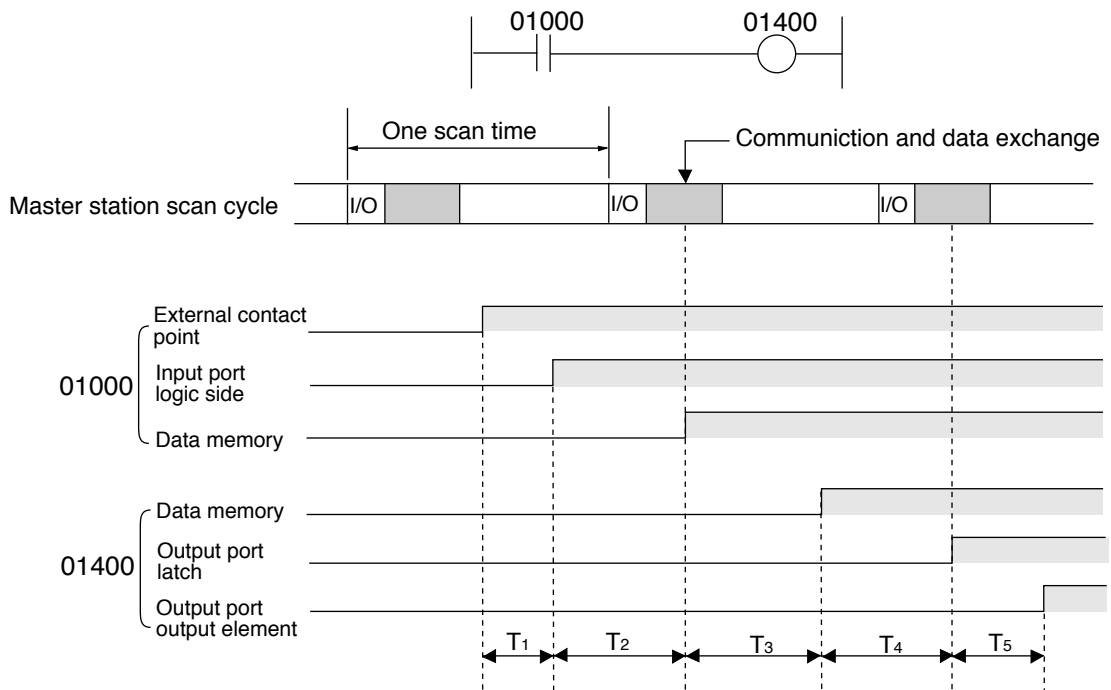 01000 01400
One scan time
Communiction and data exchange
Master station scan cycle
I/O I/O I/O
External contact
point
01000
Input port
logic side
Data memory
Data memory
01400
Output port
latch
Output port
output element
T1 T2 T3 T4 T5